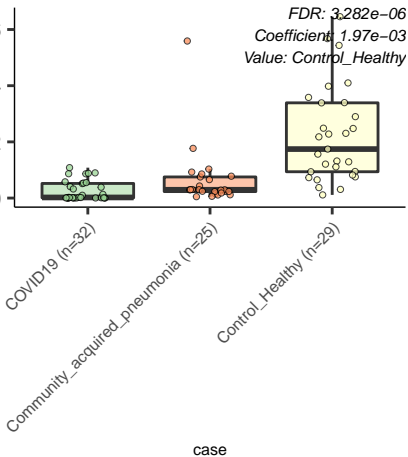 FDR: 3.282e−06
Coefficient: 1.97e−03
Value: Control_Healthy
COVID19 (n=32)
Community_acquired_pneumonia (n=25)
Control_Healthy (n=29)
case